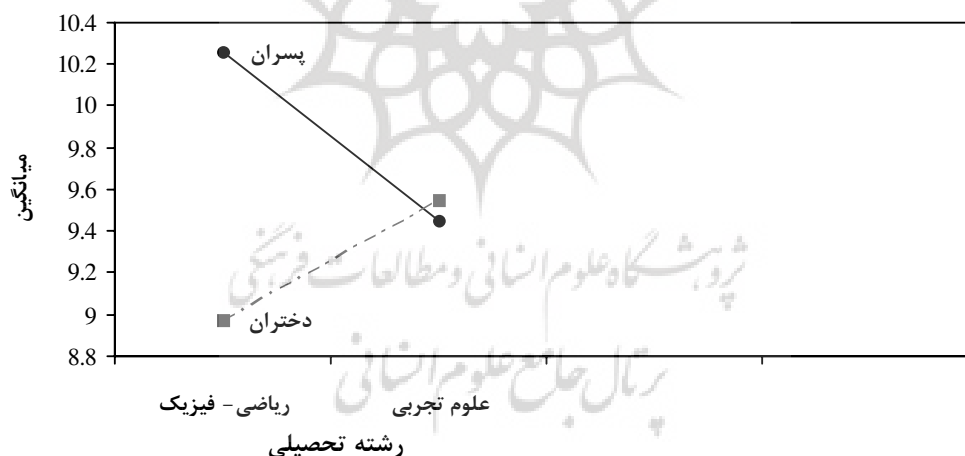 10.4
پسران
10.2
10
9.8
میانگین
9.6
9.4
پژوهشگاه علوم انسانی و مطالعات فرهنگی
9.2
9
دختران
8.8
پرتال جامع علوم انسانی
ریاضی - فیزیک
علوم تجربی
رشته تحصیلی